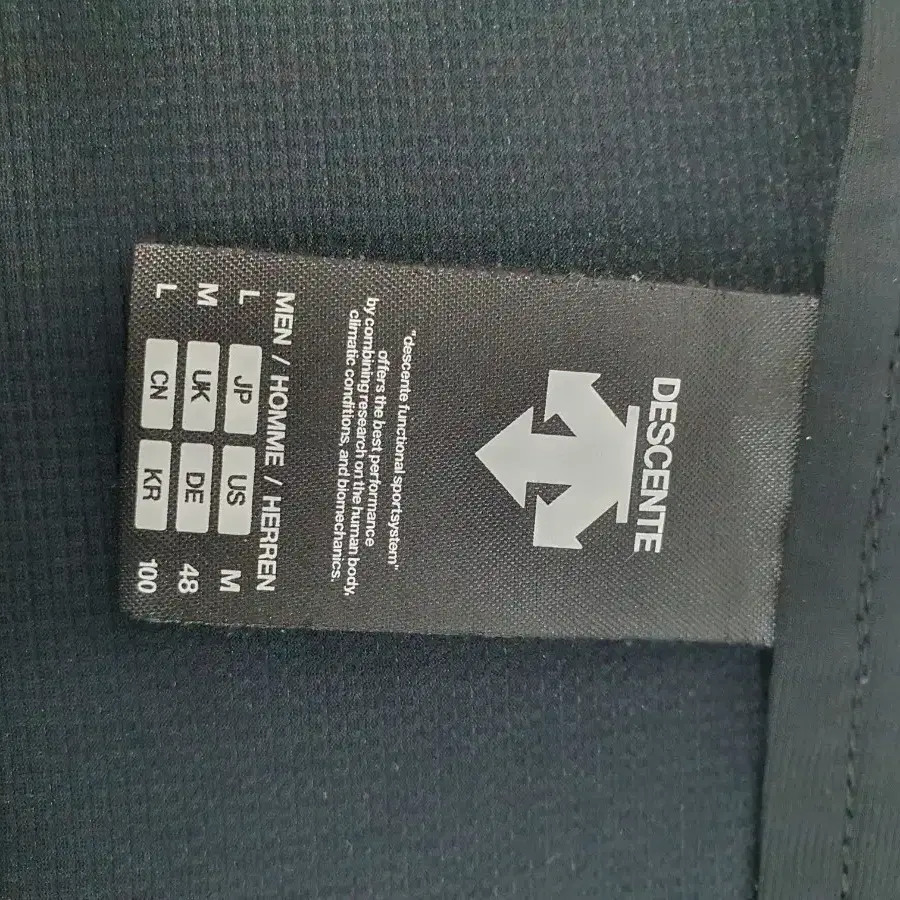 DESCENTE
"descente functional sportsystem"
offers the best performance
by combining research on the human body,
climatic conditions, and biomechanics.
MEN / HOMME / HERREN
L JP US M
M UK DE 48
L CN KR 100